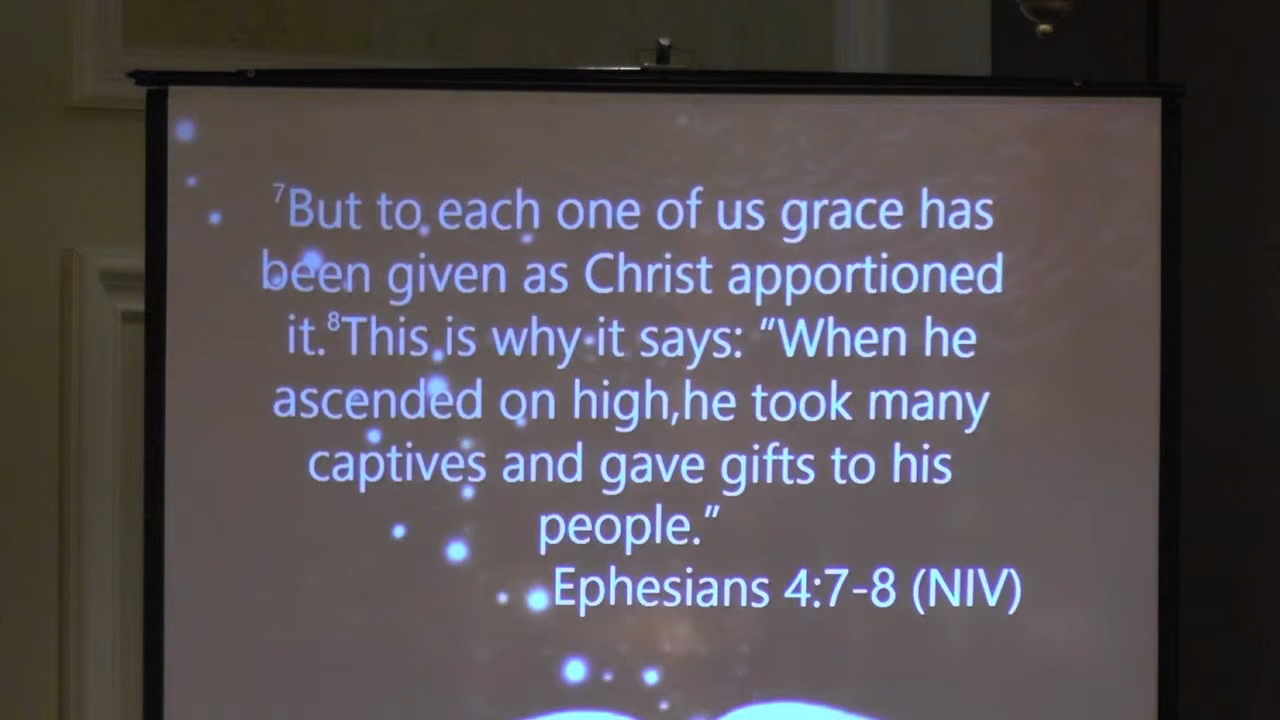 ⁷But to each one of us grace has
been given as Christ apportioned
it.⁸This is why it says: “When he
ascended on high,he took many
captives and gave gifts to his
people.”
Ephesians 4:7-8 (NIV)